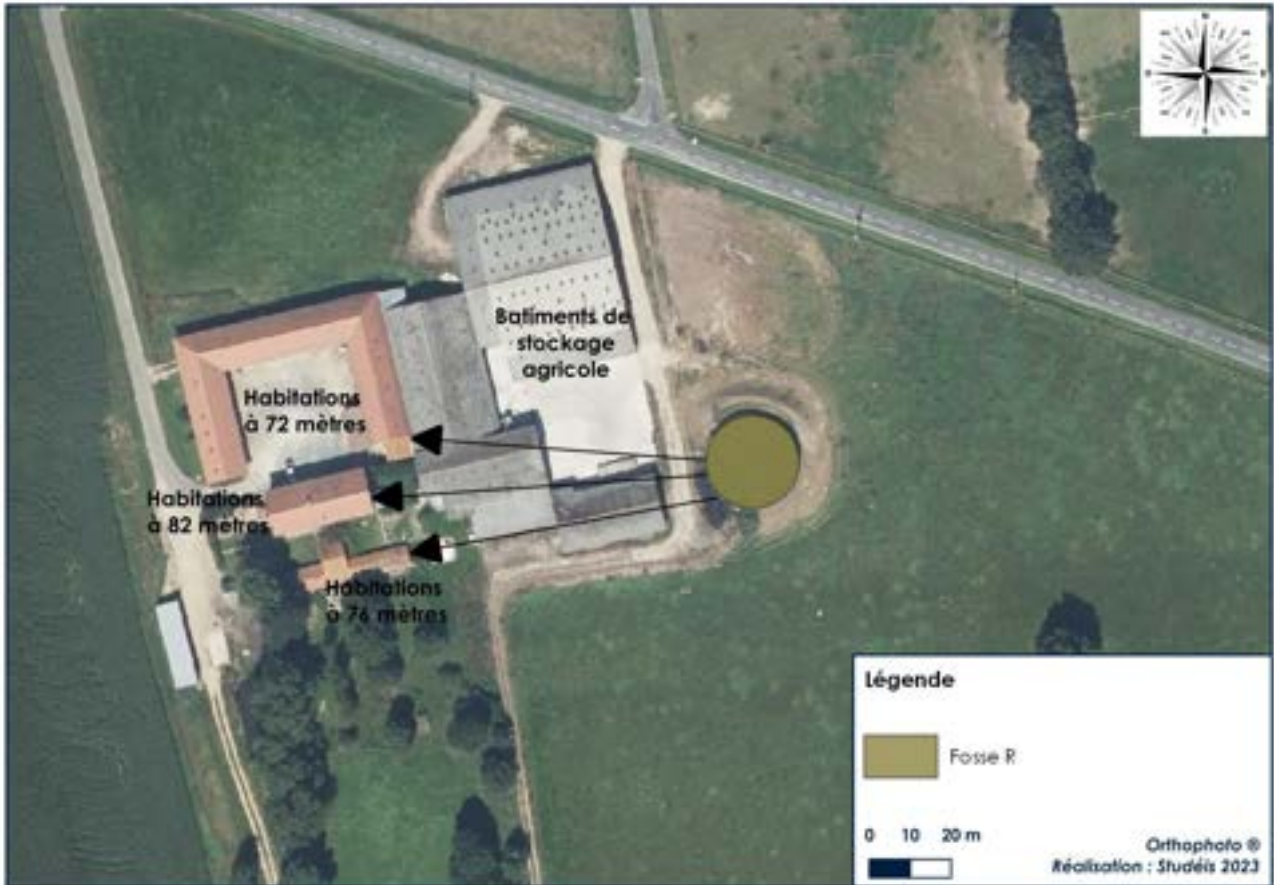 Batiments de
stockage
agricole
Habitations
à 72 mètres
Habitations
à 82 mètres
Habitations
à 76 mètres
Légende
Fosse R
0 10 20 m
Orthophoto ®
Réalisation : Studéis 2023